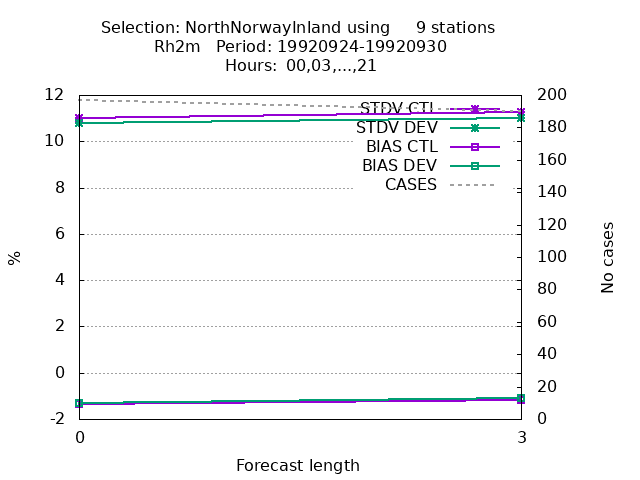 Selection: NorthNorwayInland using 9 stations
Rh2m Period: 19920924-19920930
Hours: 00,03,...,21
12
10
8
6
4
2
0
-2
%
STDV CTL
STDV DEV
BIAS CTL
BIAS DEV
CASES
200
180
160
140
120
100
80
60
40
20
0
No cases
0
3
Forecast length